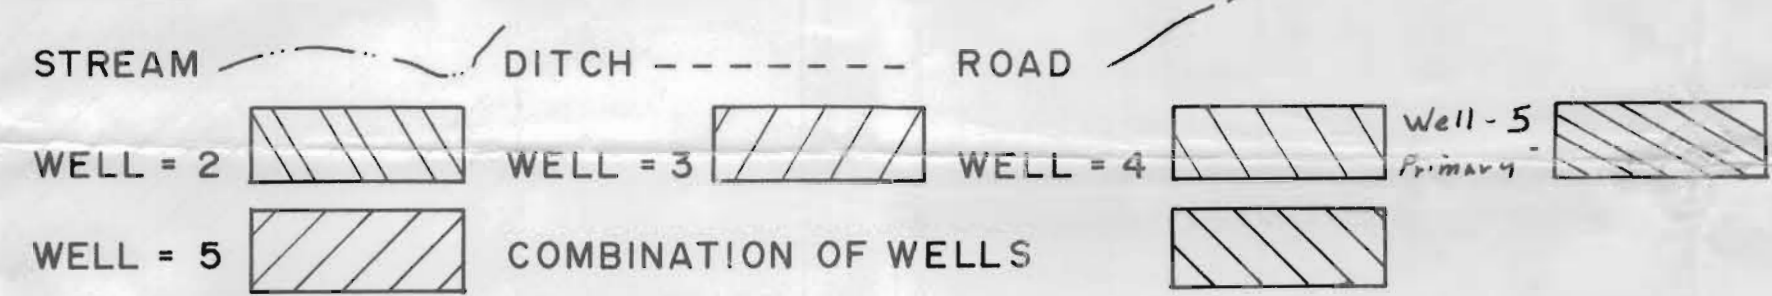 STREAM DITCH ROAD
WELL = 2 WELL = 3 WELL = 4 Well - 5
Primary
WELL = 5 COMBINATION OF WELLS